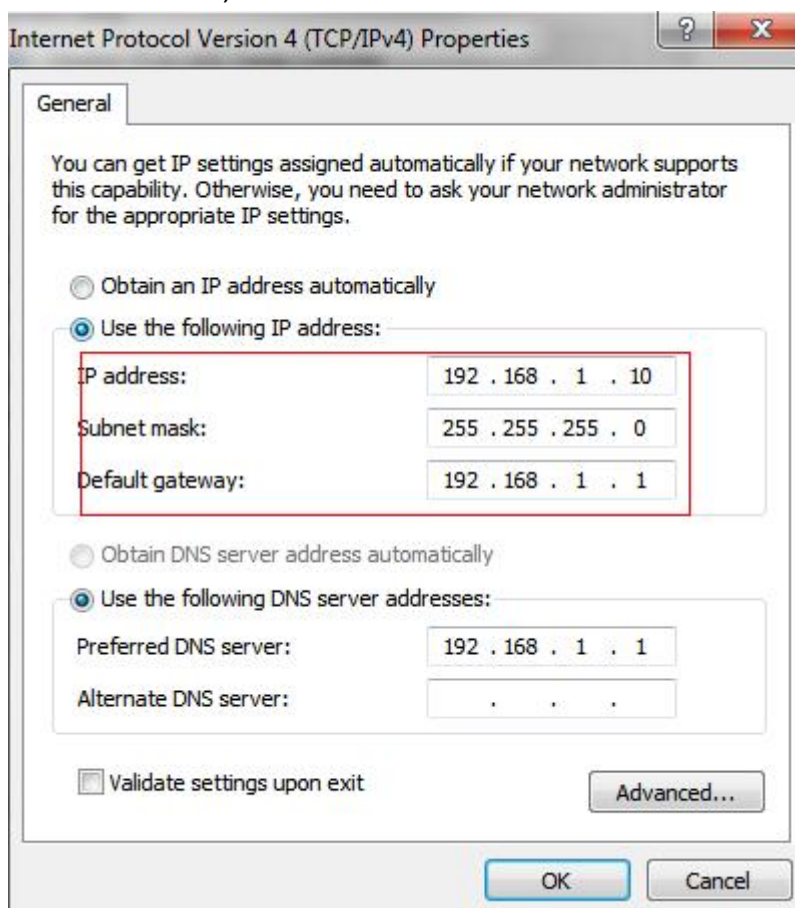 Internet Protocol Version 4 (TCP/IPv4) Properties
?
X
General
You can get IP settings assigned automatically if your network supports
this capability. Otherwise, you need to ask your network administrator
for the appropriate IP settings.
Obtain an IP address automatically
Use the following IP address:
IP address: 192 . 168 . 1 . 10
Subnet mask: 255 . 255 . 255 . 0
Default gateway: 192 . 168 . 1 . 1
Obtain DNS server address automatically
Use the following DNS server addresses:
Preferred DNS server: 192 . 168 . 1 . 1
Alternate DNS server: . . .
Validate settings upon exit
Advanced...
OK Cancel